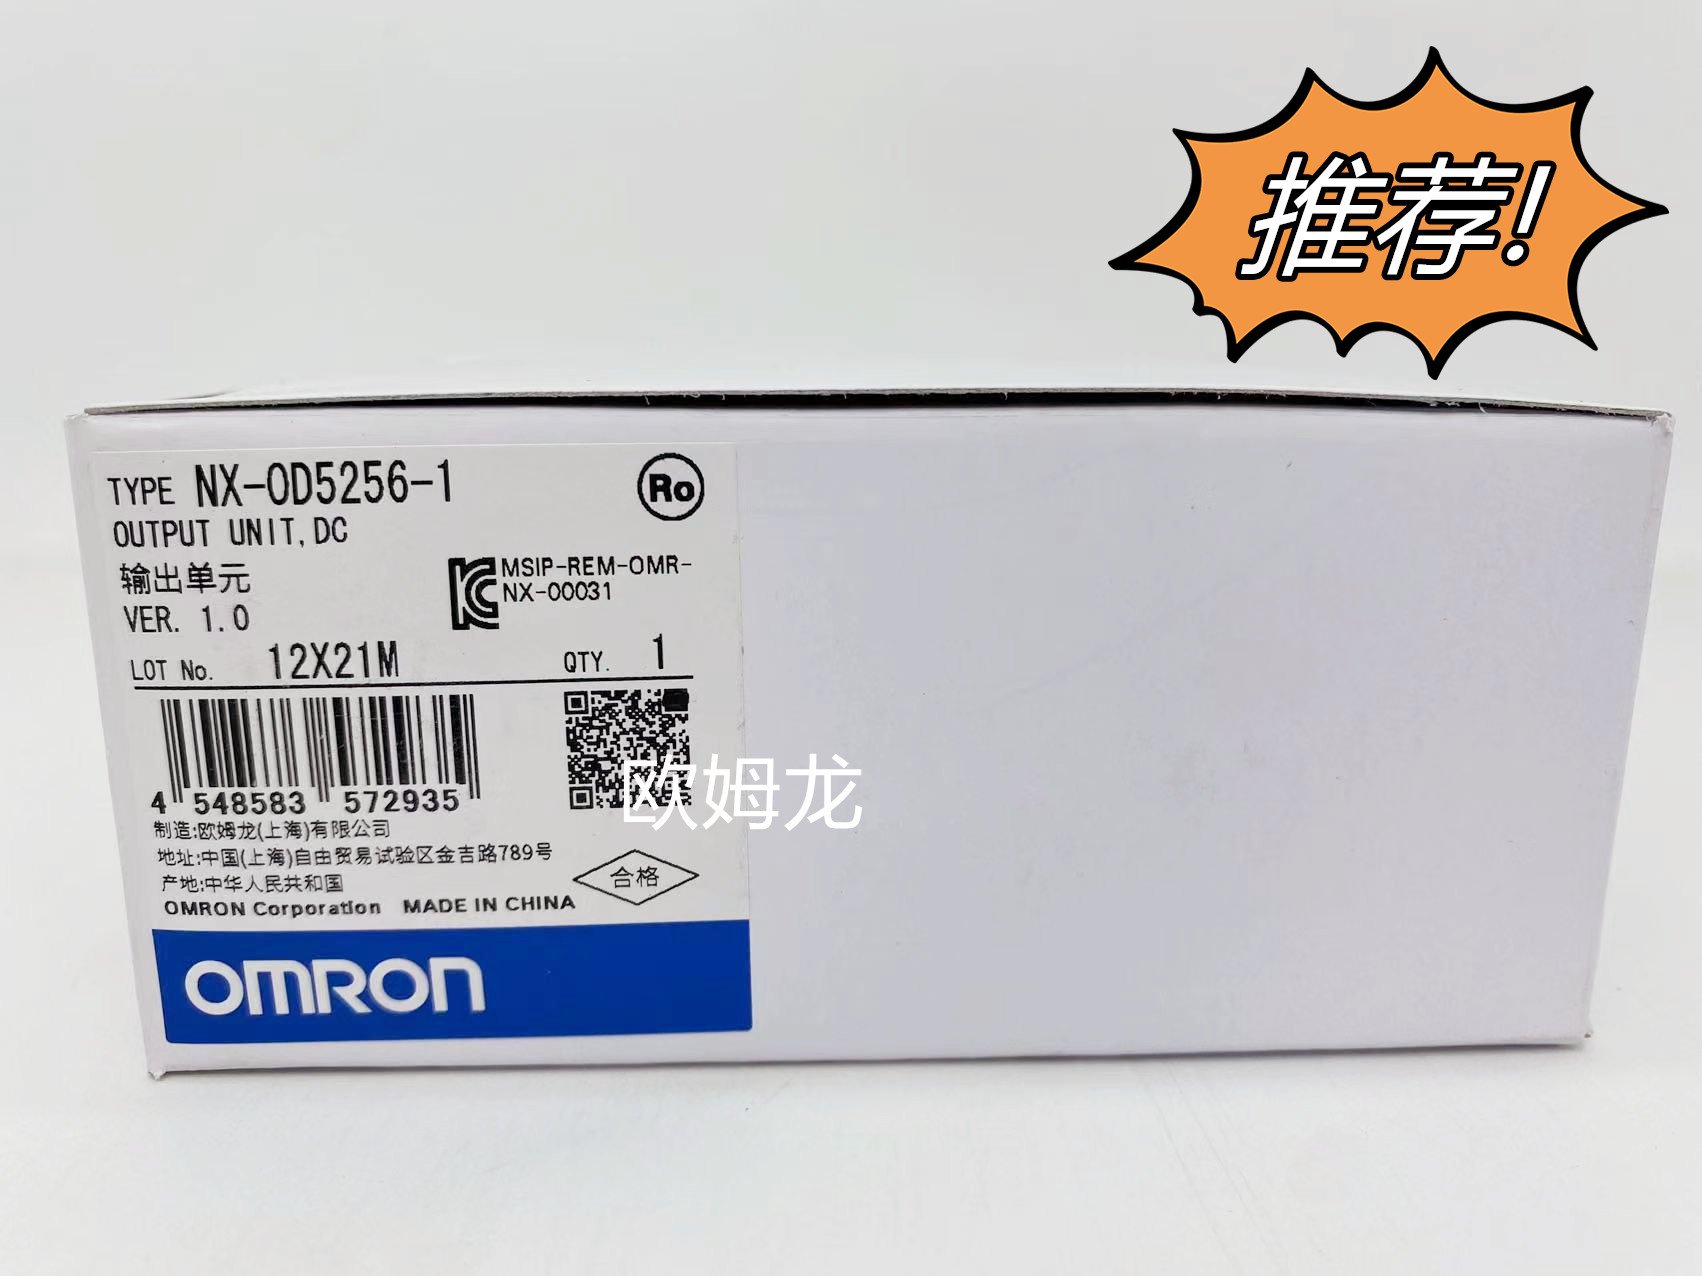 推荐!
TYPE NX-OD5256-1
Ro
OUTPUT UNIT, DC
输出单元
MSIP-REM-OMR-
NX-00031
VER. 1.0
LOT No. 12X21M QTY. 1
4 548583 572935
欧姆龙
制造:欧姆龙(上海)有限公司
地址:中国(上海)自由贸易试验区金吉路789号
产地:中华人民共和国
合格
OMRON Corporation MADE IN CHINA
OMRON